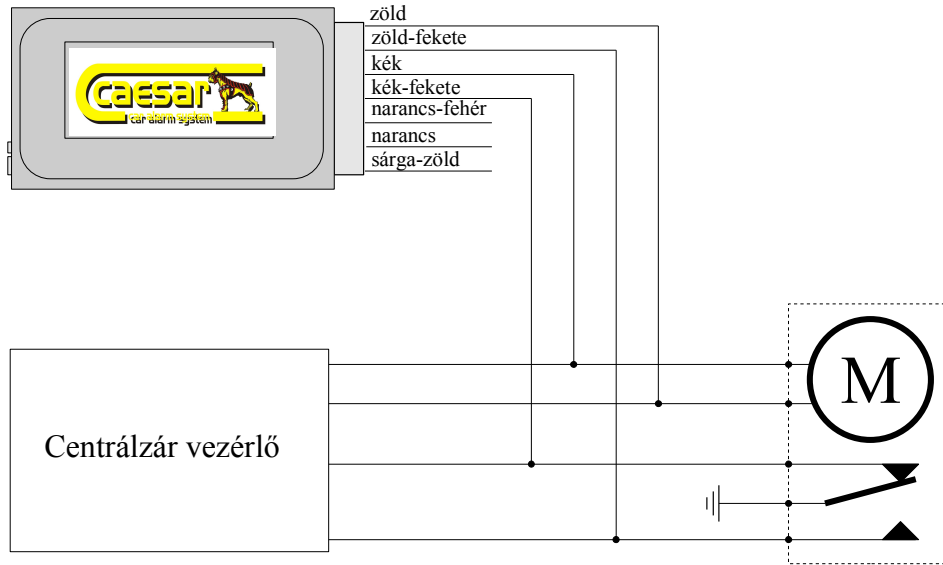 zöld
zöld-fekete
kék
kék-fekete
narancs-fehér
narancs
sárga-zöld
caesar
car alarm system
Centrálzár vezérlő
M